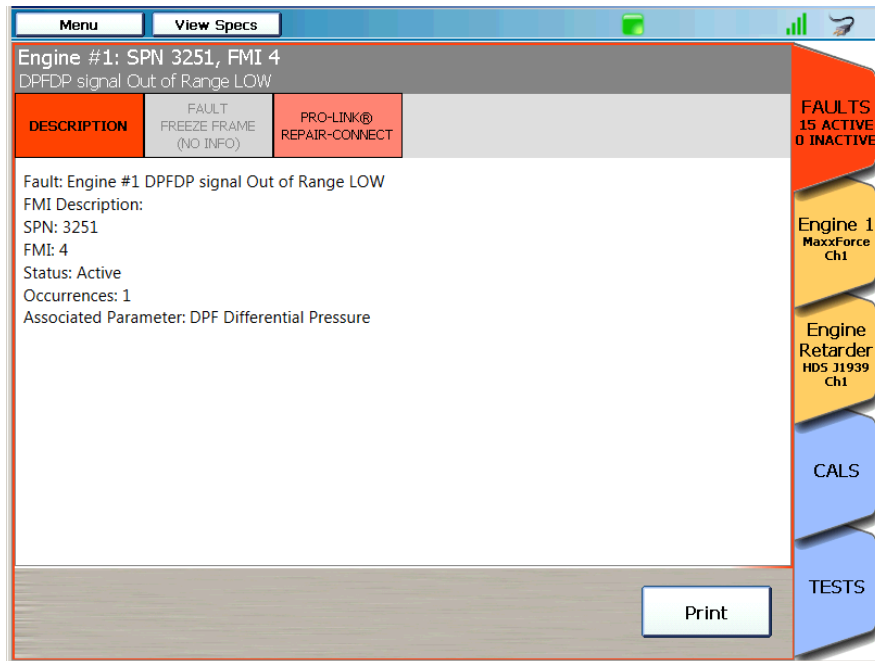 Menu
View Specs
Engine #1: SPN 3251, FMI 4
DPFDP signal Out of Range LOW
DESCRIPTION
FAULT
FREEZE FRAME
(NO INFO)
PRO-LINK®
REPAIR-CONNECT
Fault: Engine #1 DPFDP signal Out of Range LOW
FMI Description:
SPN: 3251
FMI: 4
Status: Active
Occurrences: 1
Associated Parameter: DPF Differential Pressure
FAULTS
15 ACTIVE
0 INACTIVE
Engine 1
MaxxForce
Ch1
Engine
Retarder
HDS J1939
Ch1
CALS
TESTS
Print